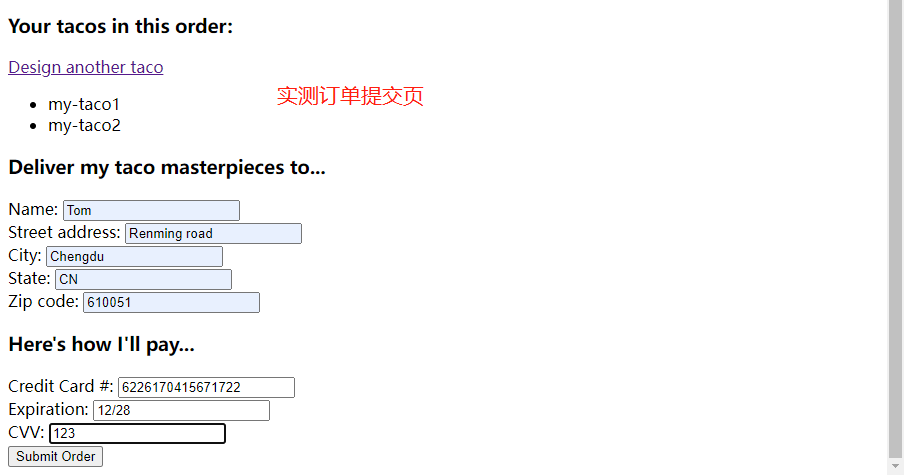 Your tacos in this order:
Design another taco
实测订单提交页
my-taco1
my-taco2
Deliver my taco masterpieces to...
Name: Tom
Street address: Renming road
City: Chengdu
State: CN
Zip code: 610051
Here's how I'll pay...
Credit Card #: 6226170415671722
Expiration: 12/28
CVV: 123
Submit Order